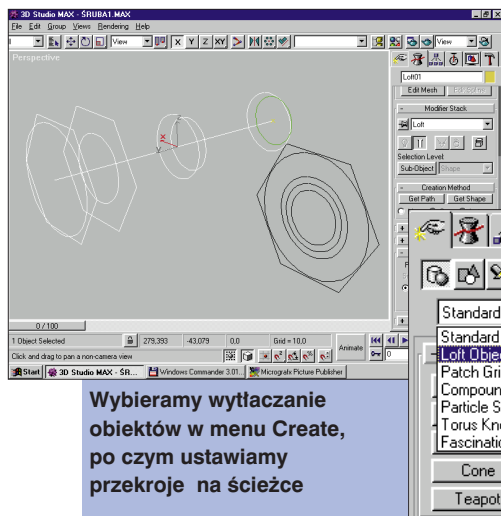 3D Studio MAX - ŚRUBA1.MAX
File Edit Group Views Rendering Help
View X Y Z XY View
Perspective
Loft01
Edit Mesh
Modifier Stack
Loft
Selection Level:
Sub-Object Shape
Creation Method
Get Path Get Shape
Standard
Standard
Loft Objec
Patch Gri
Compoun
Particle S
Torus Kno
Fascinatio
Cone
Teapot
0 / 100
1 Object Selected 279.393 -43.079 0.0 Grid = 10.0 Animate
Click and drag to pan a non-camera view 0
Start 3D Studio MAX - ŚR... Windows Commander 3.01... Micrografx Picture Publisher
Wybieramy wytłaczanie
obiektów w menu Create,
po czym ustawiamy
przekroje na ścieżce